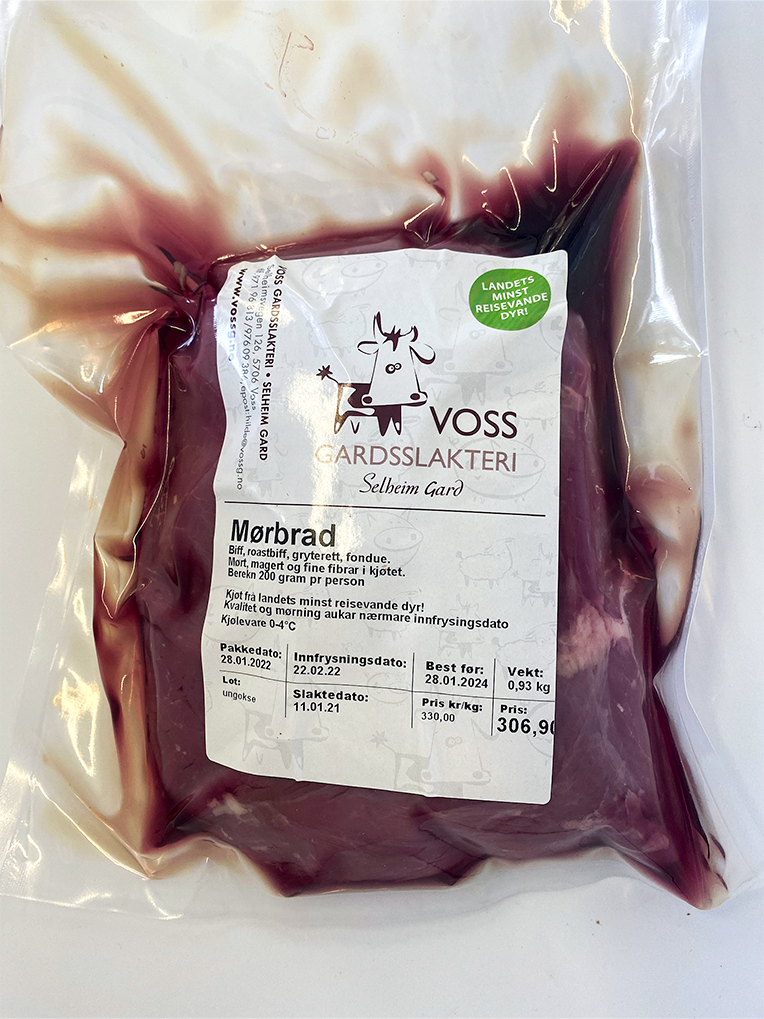 VOSS GARDSSLAKTERI • SELHEIM GARD
126, 5706 Voss
www.vossg.no
LANDETS
MINST
REISEVANDE
DYR!
VOSS
GARDSSLAKTERI
Selheim Gard
Mørbrad
Biff, roastbiff, gryterett, fondue.
Mørt, magert og fine fibrar i kjøtet.
Berekn 200 gram pr person
Kjøt frå landets minst reisevande dyr!
Kvalitet og mørning aukar nærmare innfrysingsdato
Kjølevare 0-4°C
Pakkedato: Innfrysningsdato: Best før: Vekt:
28.01.2022 22.02.22 28.01.2024 0,93 kg
Lot: Slaktedato: Pris kr/kg: Pris:
ungokse 11.01.21 330,00 306,90